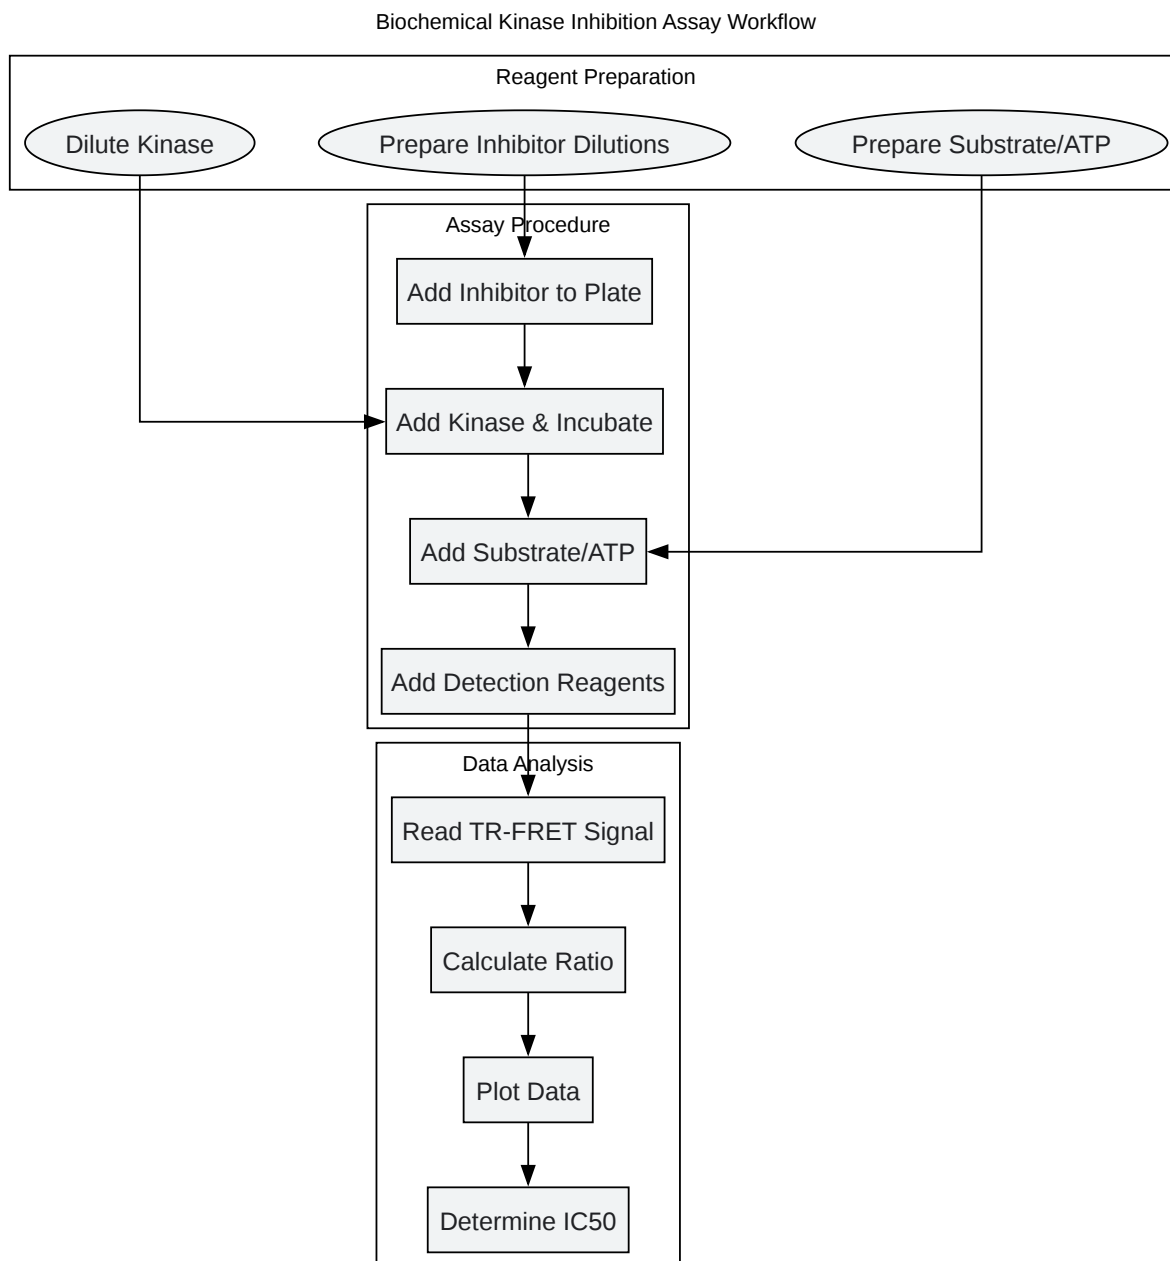 Biochemical Kinase Inhibition Assay Workflow
Reagent Preparation
Dilute Kinase
Prepare Inhibitor Dilutions
Prepare Substrate/ATP
Assay Procedure
Add Inhibitor to Plate
Add Kinase & Incubate
Add Substrate/ATP
Add Detection Reagents
Data Analysis
Read TR-FRET Signal
Calculate Ratio
Plot Data
Determine IC50